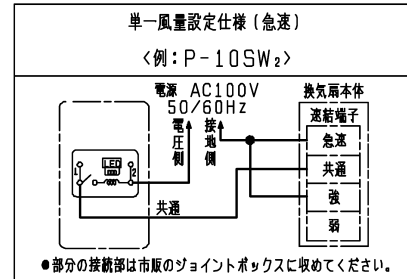 単一風量設定仕様(急速)
〈例:P-10SW₂〉
電源 AC100V
50/60Hz
電圧側
接地側
換気扇本体
速結端子
急速
共通
強
弱
LED
1
2
共通
●部分の接続部は市販のジョイントボックスに収めてください。